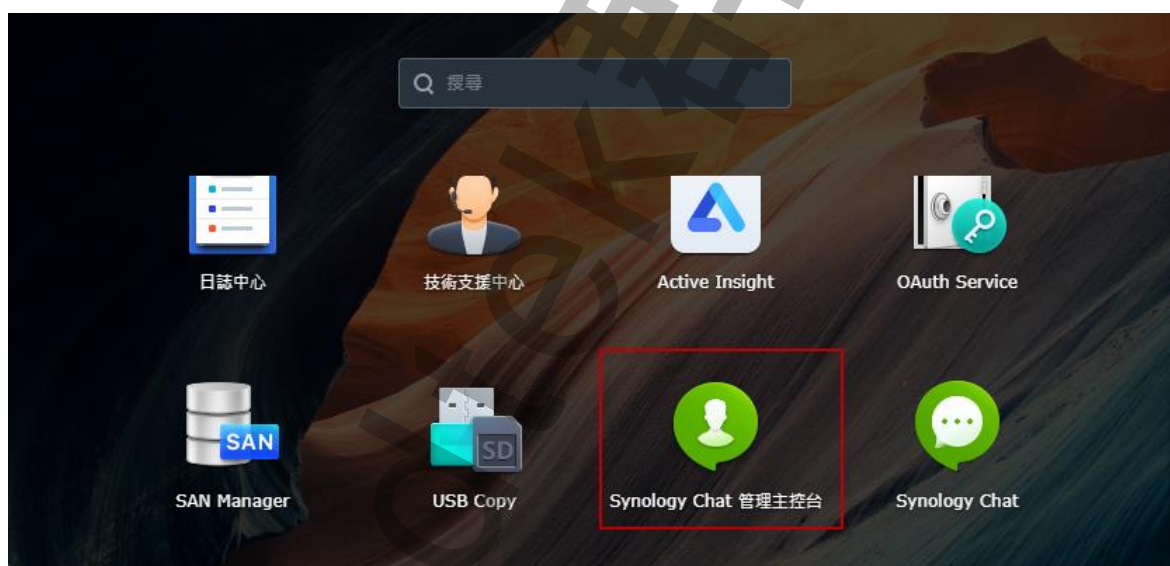 搜尋
日誌中心
技術支援中心
Active Insight
OAuth Service
SAN
SD
SAN Manager
USB Copy
Synology Chat 管理主控台
Synology Chat